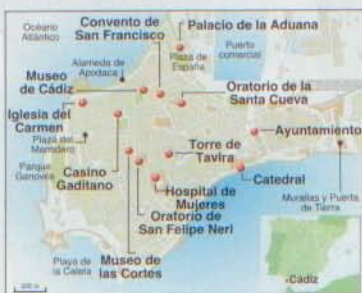 Océano
Atlántico
Convento de
San Francisco
Palacio de la Aduana
Plaza de
España
Puerto
comercial
Alameda de
Apodaca
Museo
de Cádiz
Oratorio de la
Santa Cueva
Iglesia del
Carmen
Ayuntamiento
Plaza del
Mentidero
Parque
Genovés
Casino
Gaditano
Torre de
Tavira
Catedral
Hospital de
Mujeres
Murallas y Puerta
de Tierra
Oratorio de
San Felipe Neri
Playa de
la Caleta
Museo de
las Cortes
Cádiz